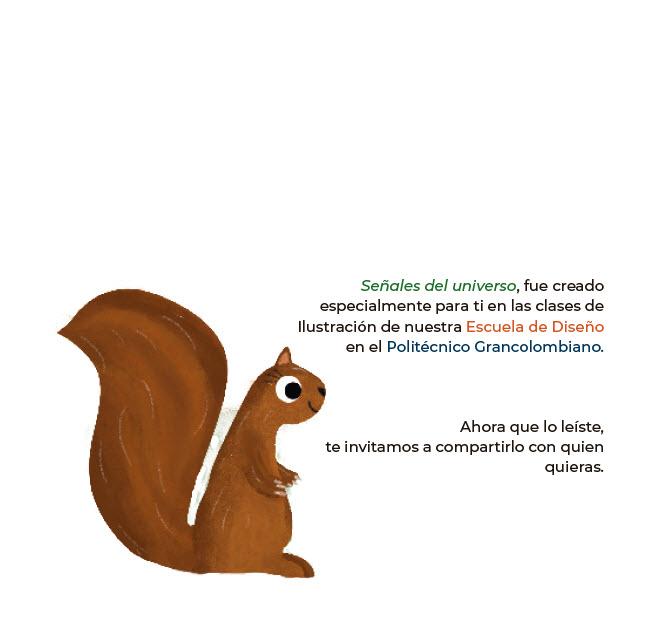 Señales del universo, fue creado
especialmente para ti en las clases de
Ilustración de nuestra Escuela de Diseño
en el Politécnico Grancolombiano.
Ahora que lo leíste,
te invitamos a compartirlo con quien
quieras.